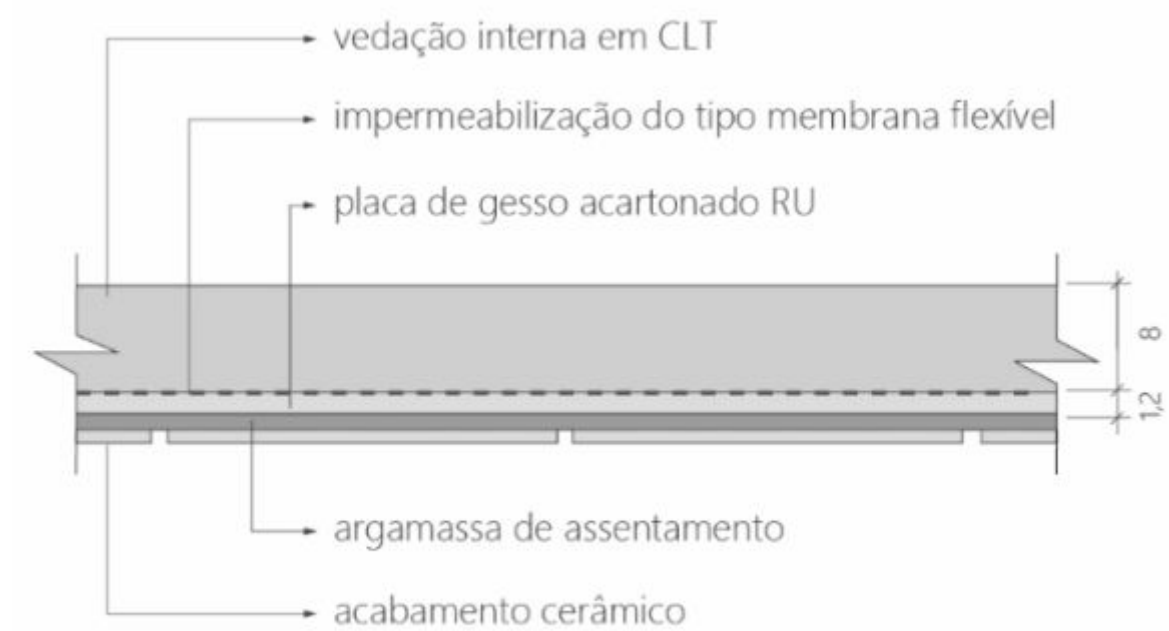 vedação interna em CLT
impermeabilização do tipo membrana flexível
placa de gesso acartonado RU
8
1,2
argamassa de assentamento
acabamento cerâmico